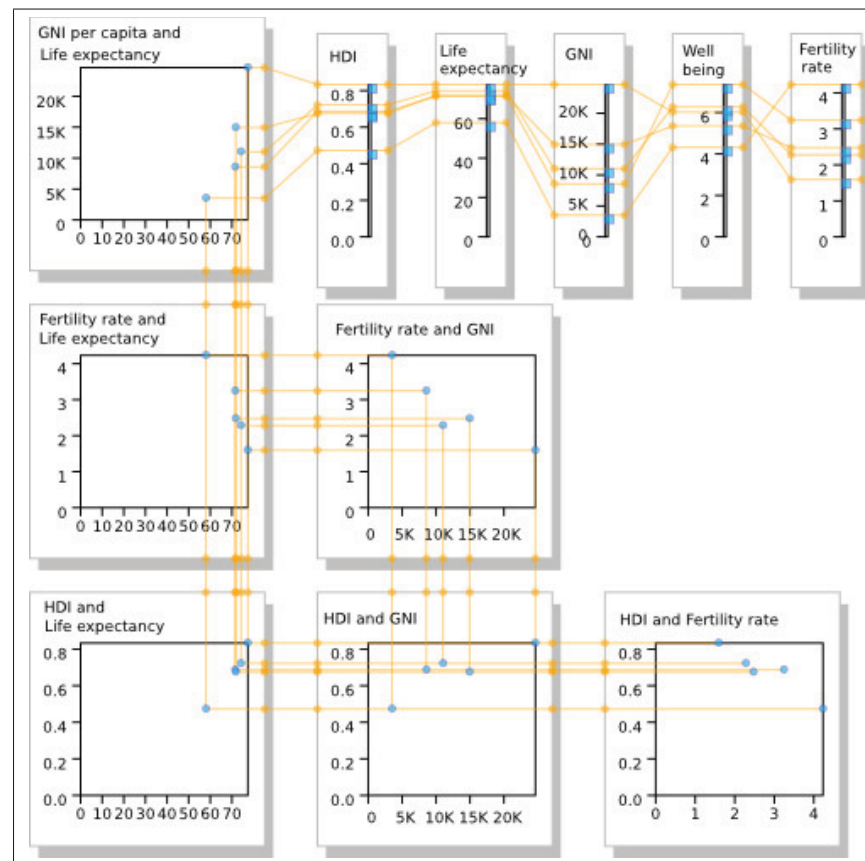 GNI per capita and
Life expectancy
20K
15K
10K
5K
0
0 10 20 30 40 50 60 70
HDI
0.8
0.6
0.4
0.2
0.0
Life
expectancy
60
40
20
0
GNI
20K
15K
10K
5K
0
0
Well
being
6
4
2
0
Fertility
rate
4
3
2
1
0
Fertility rate and
Life expectancy
4
3
2
1
0
0 10 20 30 40 50 60 70
Fertility rate and GNI
4
3
2
1
0
0 5K 10K 15K 20K
HDI and
Life expectancy
0.8
0.6
0.4
0.2
0.0
0 10 20 30 40 50 60 70
HDI and GNI
0.8
0.6
0.4
0.2
0.0
0 5K 10K 15K 20K
HDI and Fertility rate
0.8
0.6
0.4
0.2
0.0
0 1 2 3 4